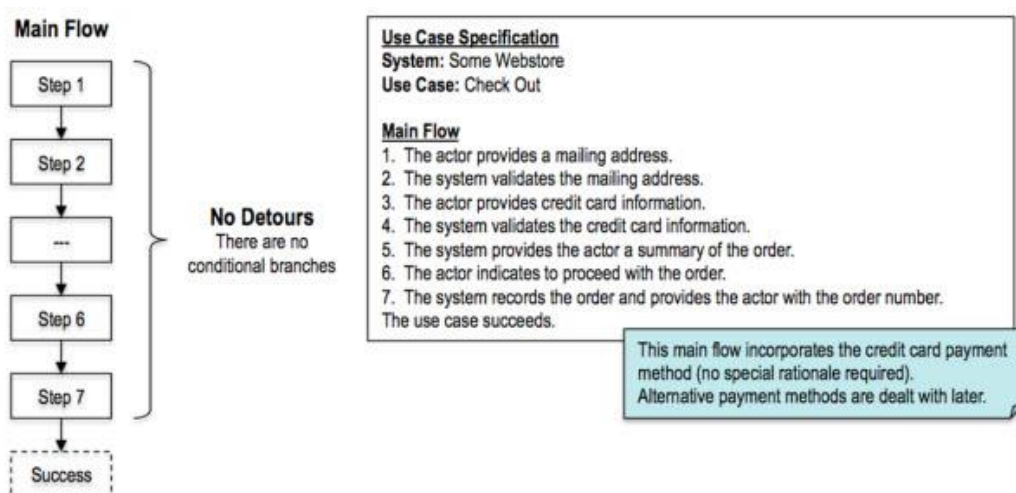 Main Flow
Step 1
Step 2
---
Step 6
Step 7
Success
No Detours
There are no
conditional branches
Use Case Specification
System: Some Webstore
Use Case: Check Out
Main Flow
1. The actor provides a mailing address.
2. The system validates the mailing address.
3. The actor provides credit card information.
4. The system validates the credit card information.
5. The system provides the actor a summary of the order.
6. The actor indicates to proceed with the order.
7. The system records the order and provides the actor with the order number.
The use case succeeds.
This main flow incorporates the credit card payment
method (no special rationale required).
Alternative payment methods are dealt with later.